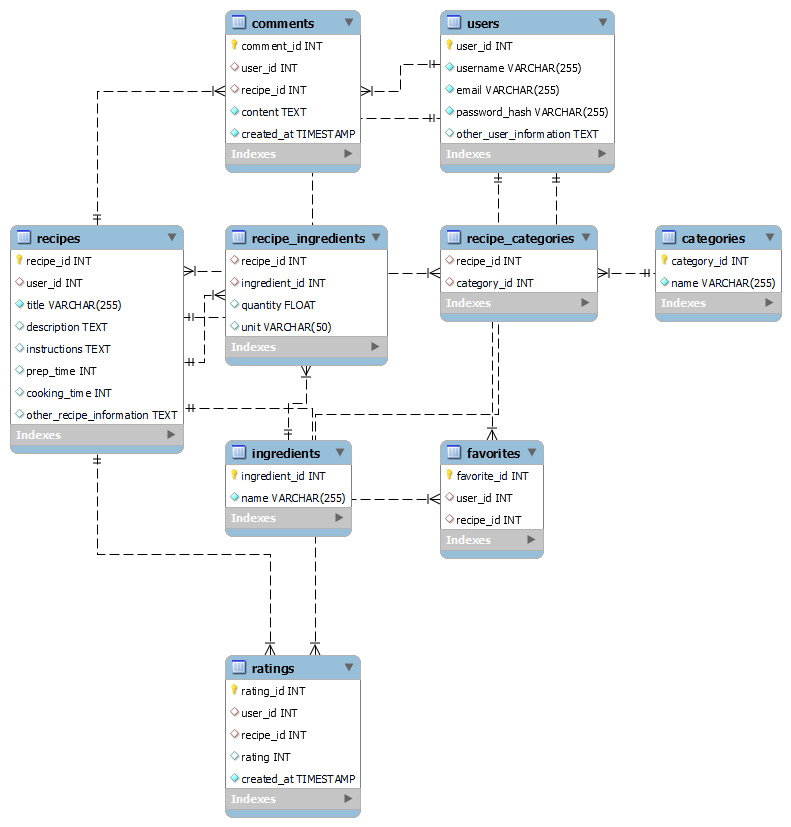 comments
comment_id INT
user_id INT
recipe_id INT
content TEXT
created_at TIMESTAMP
Indexes
users
user_id INT
username VARCHAR(255)
email VARCHAR(255)
password_hash VARCHAR(255)
other_user_information TEXT
Indexes
recipes
recipe_id INT
user_id INT
title VARCHAR(255)
description TEXT
instructions TEXT
prep_time INT
cooking_time INT
other_recipe_information TEXT
Indexes
recipe_ingredients
recipe_id INT
ingredient_id INT
quantity FLOAT
unit VARCHAR(50)
Indexes
recipe_categories
recipe_id INT
category_id INT
Indexes
categories
category_id INT
name VARCHAR(255)
Indexes
ingredients
ingredient_id INT
name VARCHAR(255)
Indexes
favorites
favorite_id INT
user_id INT
recipe_id INT
Indexes
ratings
rating_id INT
user_id INT
recipe_id INT
rating INT
created_at TIMESTAMP
Indexes